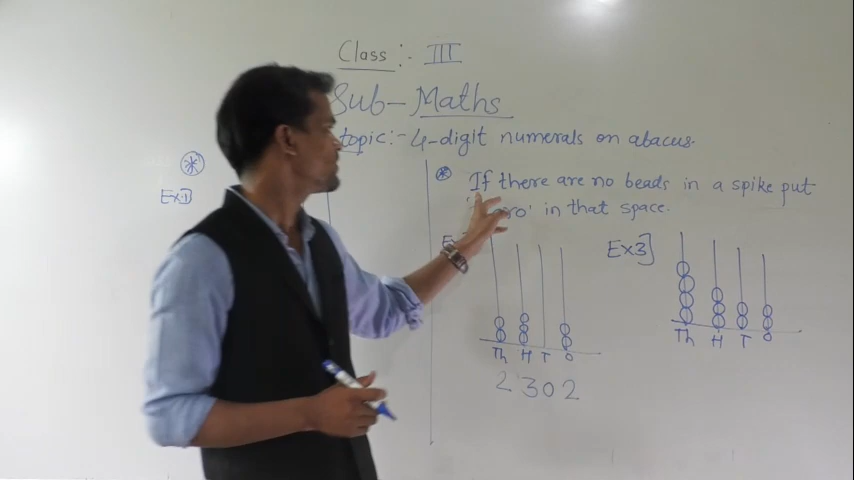 Class :- III
Sub- Maths
topic:- 4-digit numerals on abacus.
Ex1]
If there are no beads in a spike put
in that space.
Ex3]
Th H T O
Th H T O
2 3 0 2